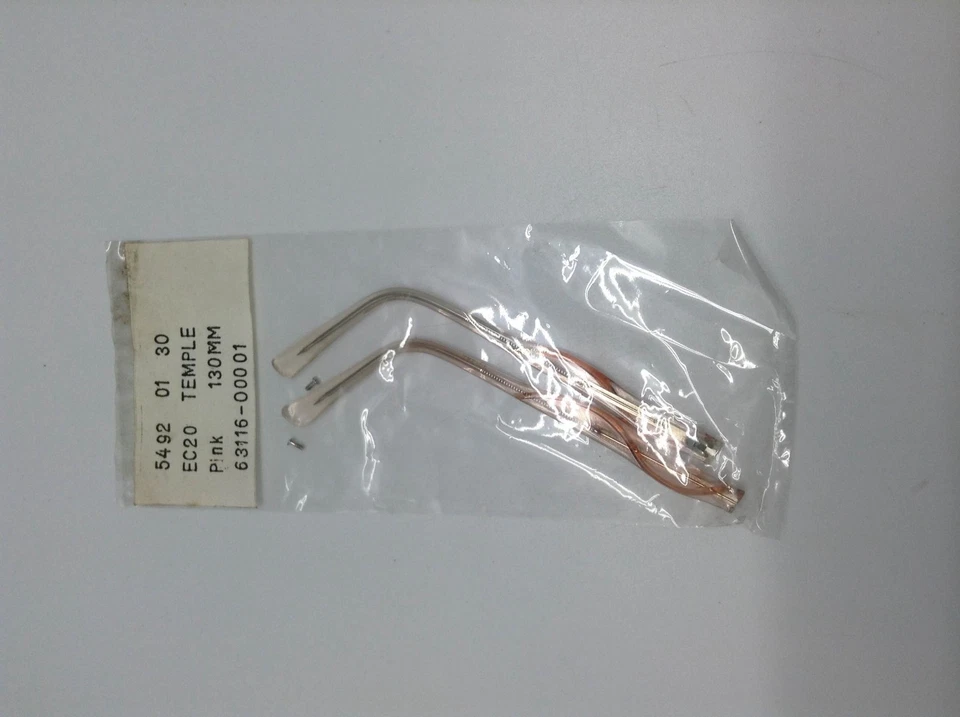 5492 01 30
EC20 TEMPLE
Pink 130MM
63116-00001